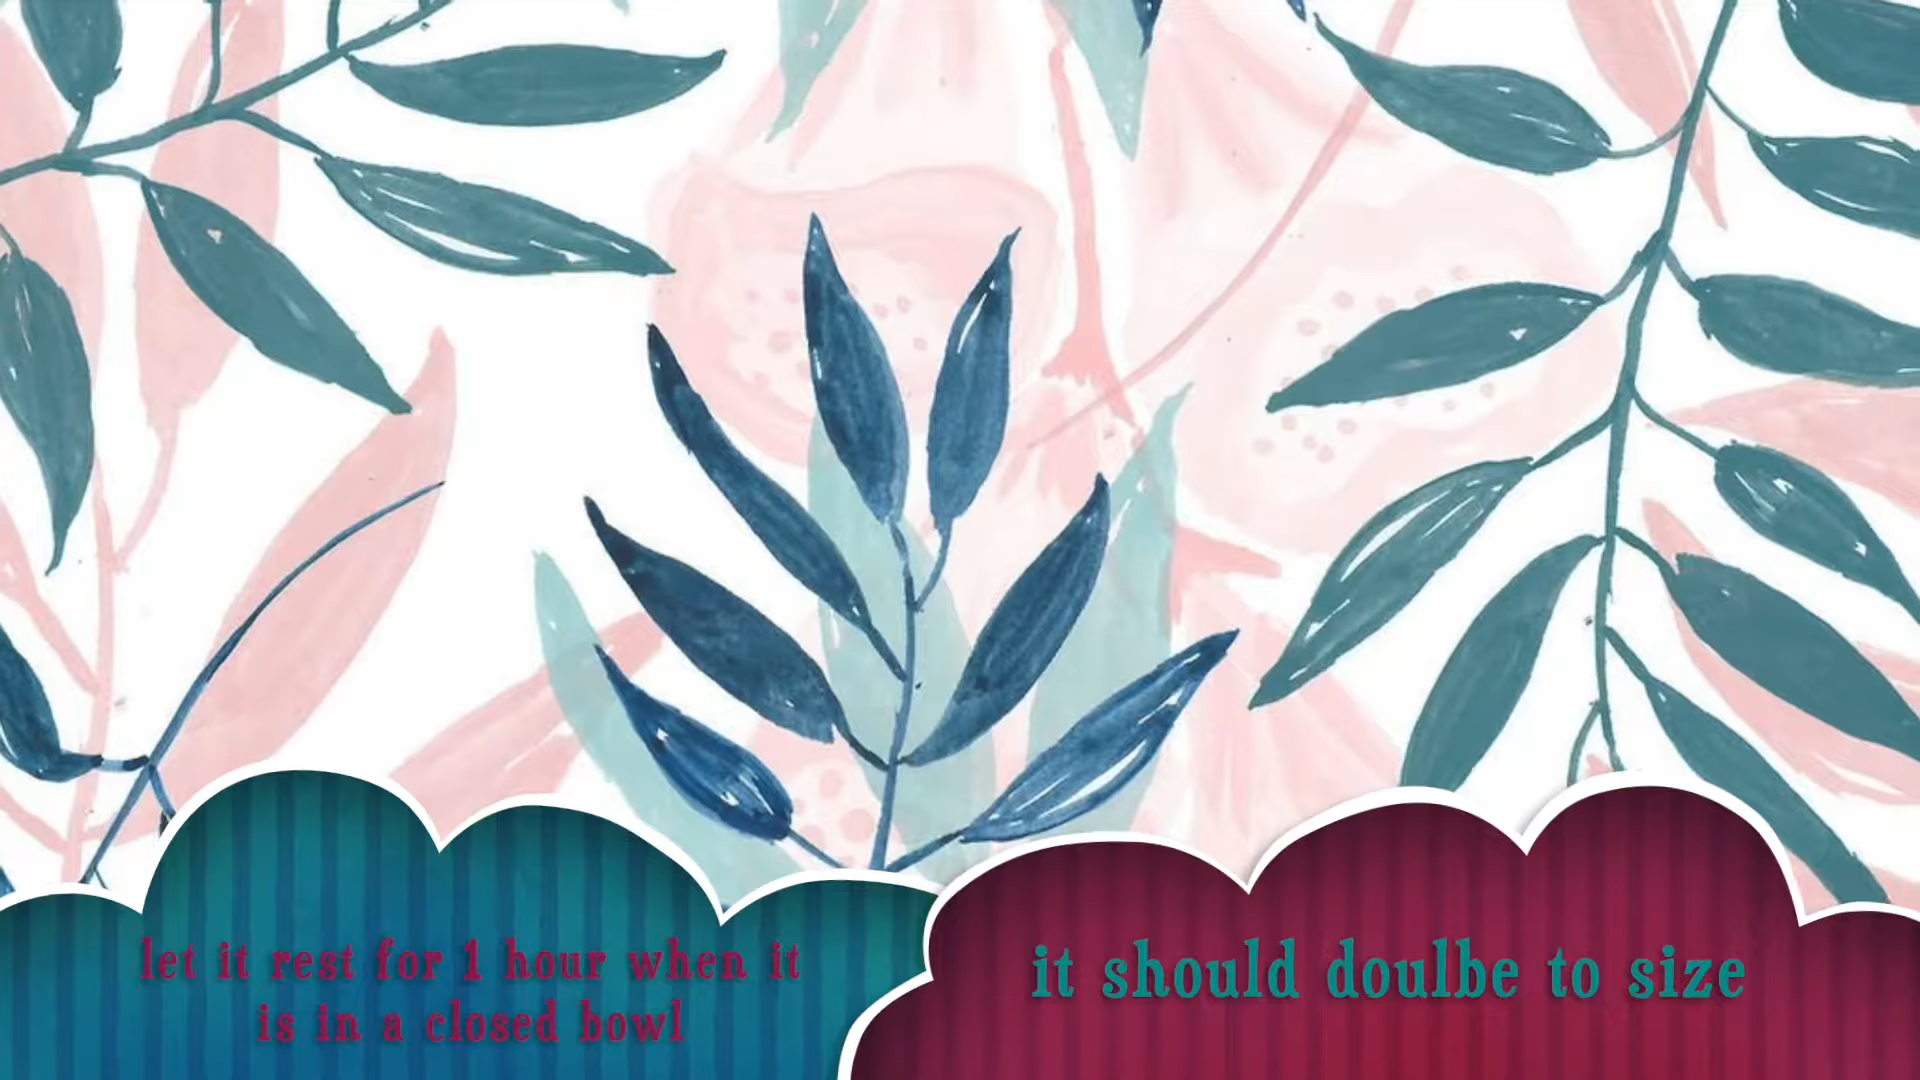 let it rest for 1 hour when it
is in a closed bowl
it should doulbe to size